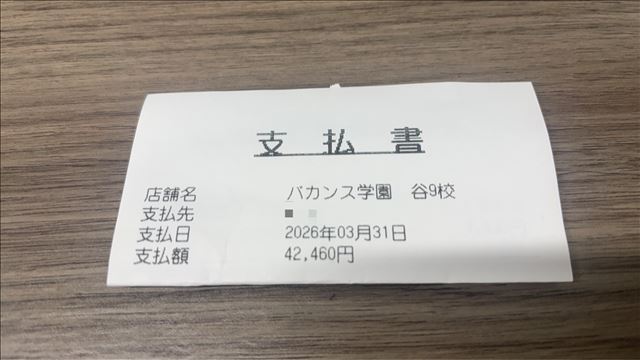 支払書
店舗名 バカンス学園 谷9校
支払先
支払日 2026年03月31日
支払額 42,460円